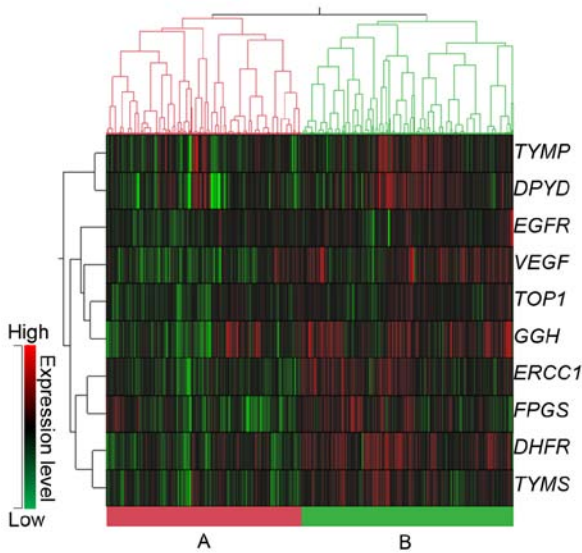 TYMP
DPYD
EGFR
VEGF
TOP1
GGH
ERCC1
FPGS
DHFR
TYMS
High
Expression level
Low
A
B